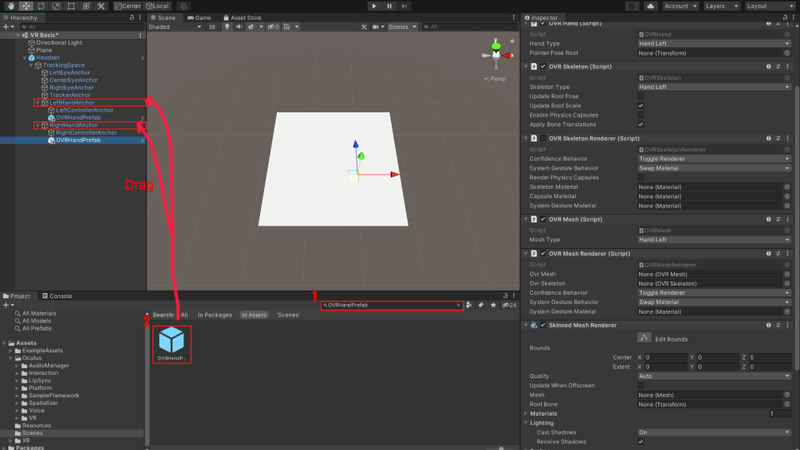 Center
Local
Account
Layers
Layout
Hierarchy
All
VR Basic*
Directional Light
Plane
Headset
TrackingSpace
LeftEyeAnchor
CenterEyeAnchor
RightEyeAnchor
TrackerAnchor
LeftHandAnchor
LeftControllerAnchor
OVRHandPrefab
RightHandAnchor
RightControllerAnchor
OVRHandPrefab
Drag
Scene
Game
Asset Store
Shaded
2D
0
Gizmos
All
y
x
z
Persp
Project
Console
1
OVRHandPrefab
24
All Materials
All Models
All Prefabs
Assets
ExampleAssets
Oculus
AudioManager
Interaction
LipSync
Platform
SampleFramework
Spatializer
Voice
VR
Resources
Scenes
XR
Packages
Search: All In Packages In Assets 'Scenes'
2
OVRHandP...
Inspector
OVR Hand (Script)
Script OVRHand
Hand Type Hand Left
Pointer Pose Root None (Transform)
OVR Skeleton (Script)
Script OVRSkeleton
Skeleton Type Hand Left
Update Root Pose
Update Root Scale
Enable Physics Capsules
Apply Bone Translations
OVR Skeleton Renderer (Script)
Script OVRSkeletonRenderer
Confidence Behavior Toggle Renderer
System Gesture Behavior Swap Material
Render Physics Capsules
Skeleton Material None (Material)
Capsule Material None (Material)
System Gesture Material None (Material)
OVR Mesh (Script)
Script OVRMesh
Mesh Type Hand Left
OVR Mesh Renderer (Script)
Script OVRMeshRenderer
Ovr Mesh None (OVR Mesh)
Ovr Skeleton None (OVR Skeleton)
Confidence Behavior Toggle Renderer
System Gesture Behavior Swap Material
System Gesture Material None (Material)
Skinned Mesh Renderer
Edit Bounds
Bounds
Center X 0 Y 0 Z 0
Extent X 0 Y 0 Z 0
Quality Auto
Update When Offscreen
Mesh None (Mesh)
Root Bone None (Transform)
Materials 1
Lighting
Cast Shadows On
Receive Shadows